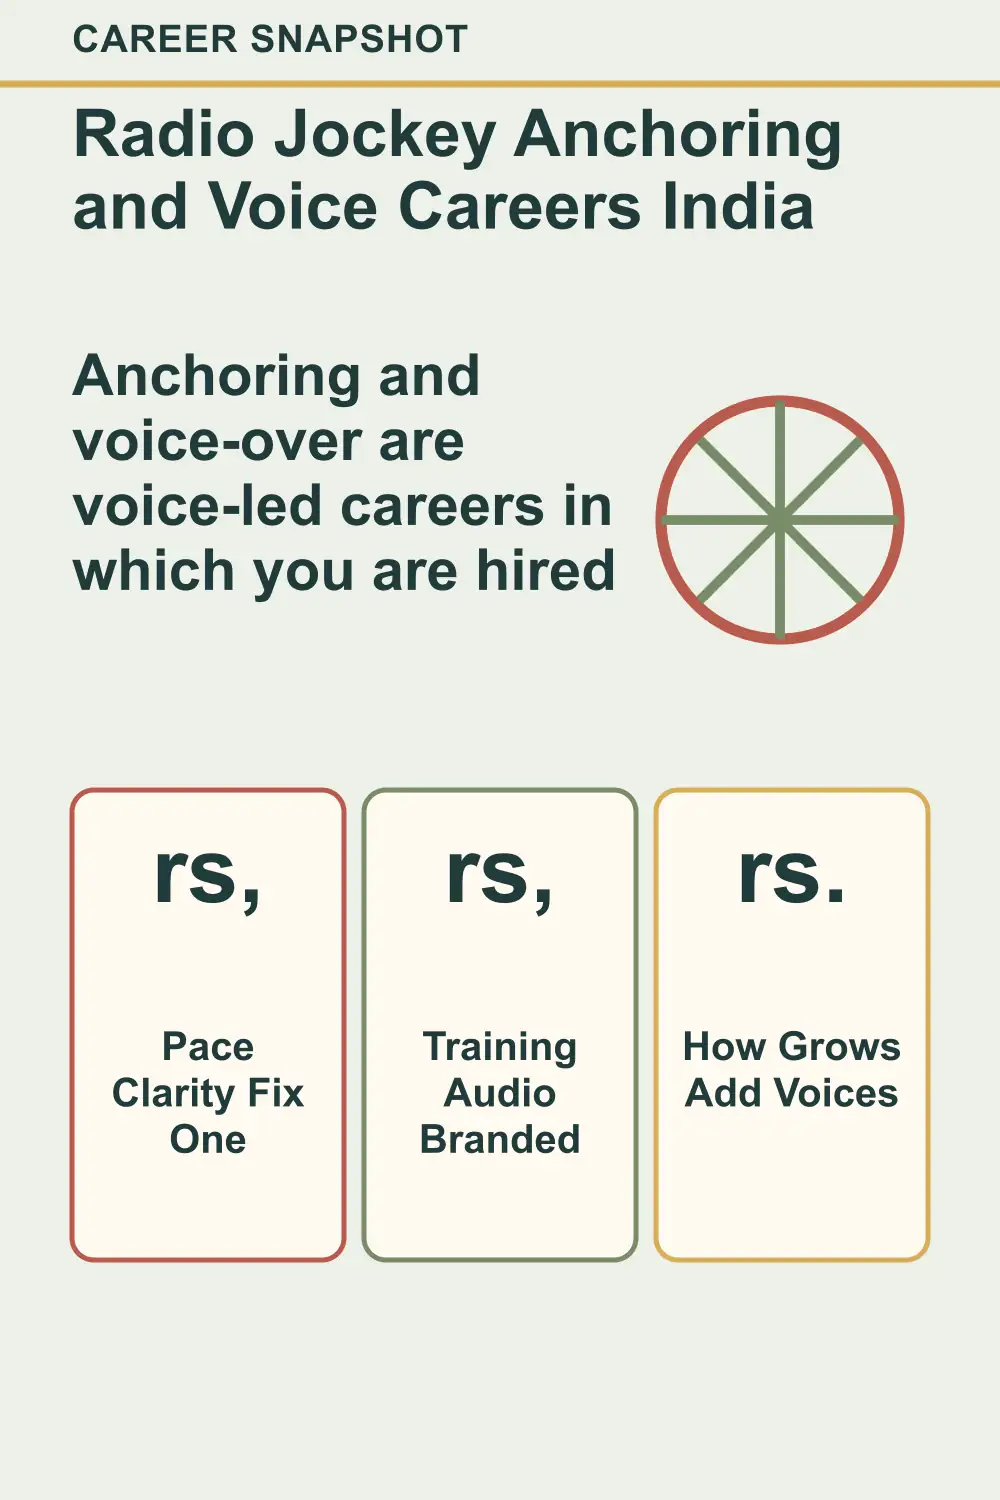 CAREER SNAPSHOT
Radio Jockey Anchoring
and Voice Careers India
Anchoring and
voice-over are
voice-led careers in
which you are hired
rs,
Pace
Clarity Fix
One
rs,
Training
Audio
Branded
rs.
How Grows
Add Voices